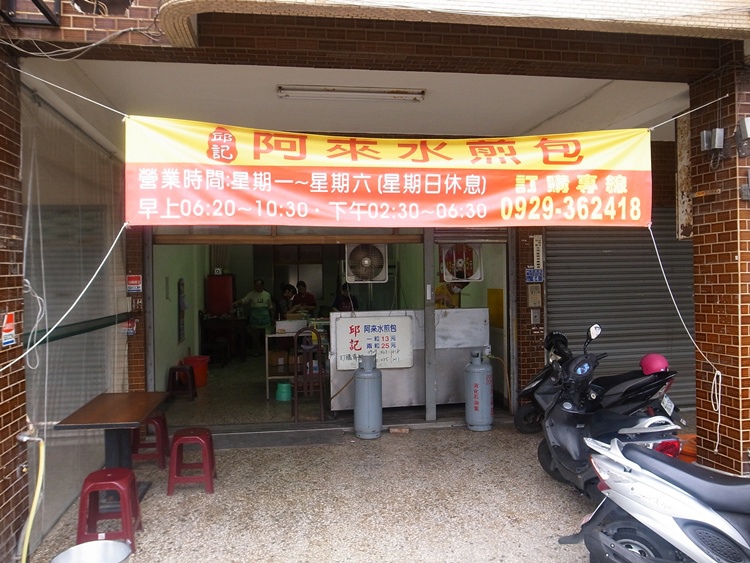 邱記 阿來水煎包
營業時間:星期一~星期六(星期日休息) 訂購專線
早上06:20~10:30·下午02:30~06:30 0929-362418
邱記 阿來水煎包
一粒13元
兩粒25元
訂購專